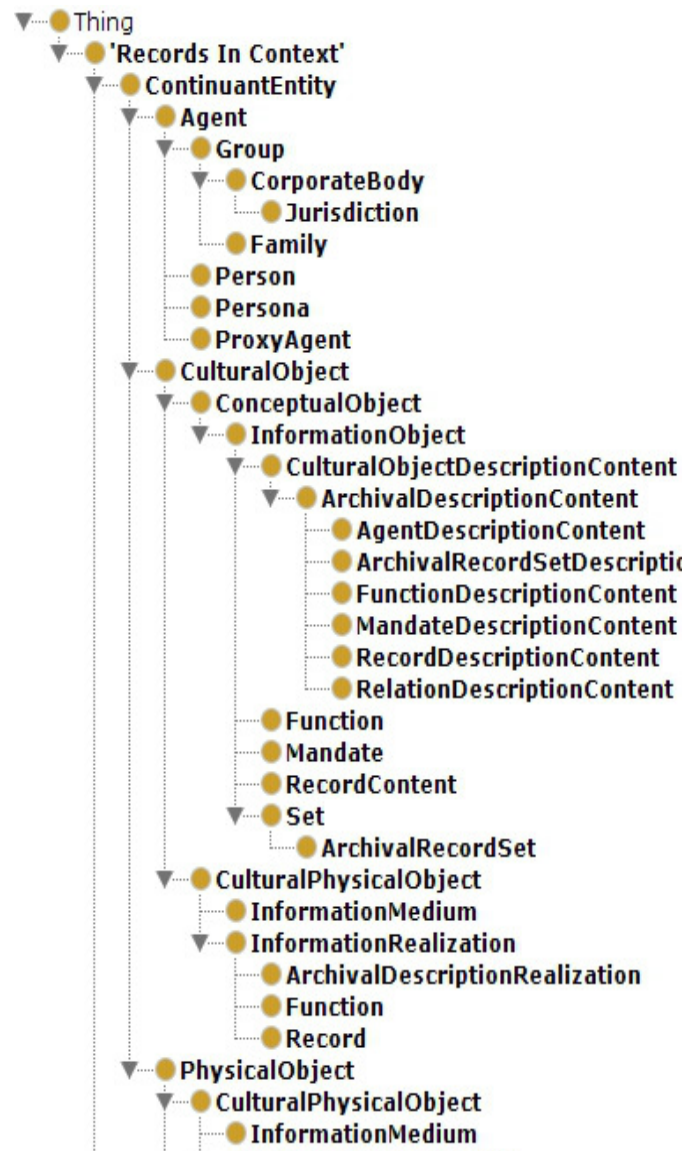 Thing
'Records In Context'
ContinuantEntity
Agent
Group
CorporateBody
Jurisdiction
Family
Person
Persona
ProxyAgent
CulturalObject
ConceptualObject
InformationObject
CulturalObjectDescriptionContent
ArchivalDescriptionContent
AgentDescriptionContent
ArchivalRecordSetDescriptio
FunctionDescriptionContent
MandateDescriptionContent
RecordDescriptionContent
RelationDescriptionContent
Function
Mandate
RecordContent
Set
ArchivalRecordSet
CulturalPhysicalObject
InformationMedium
InformationRealization
ArchivalDescriptionRealization
Function
Record
PhysicalObject
CulturalPhysicalObject
InformationMedium